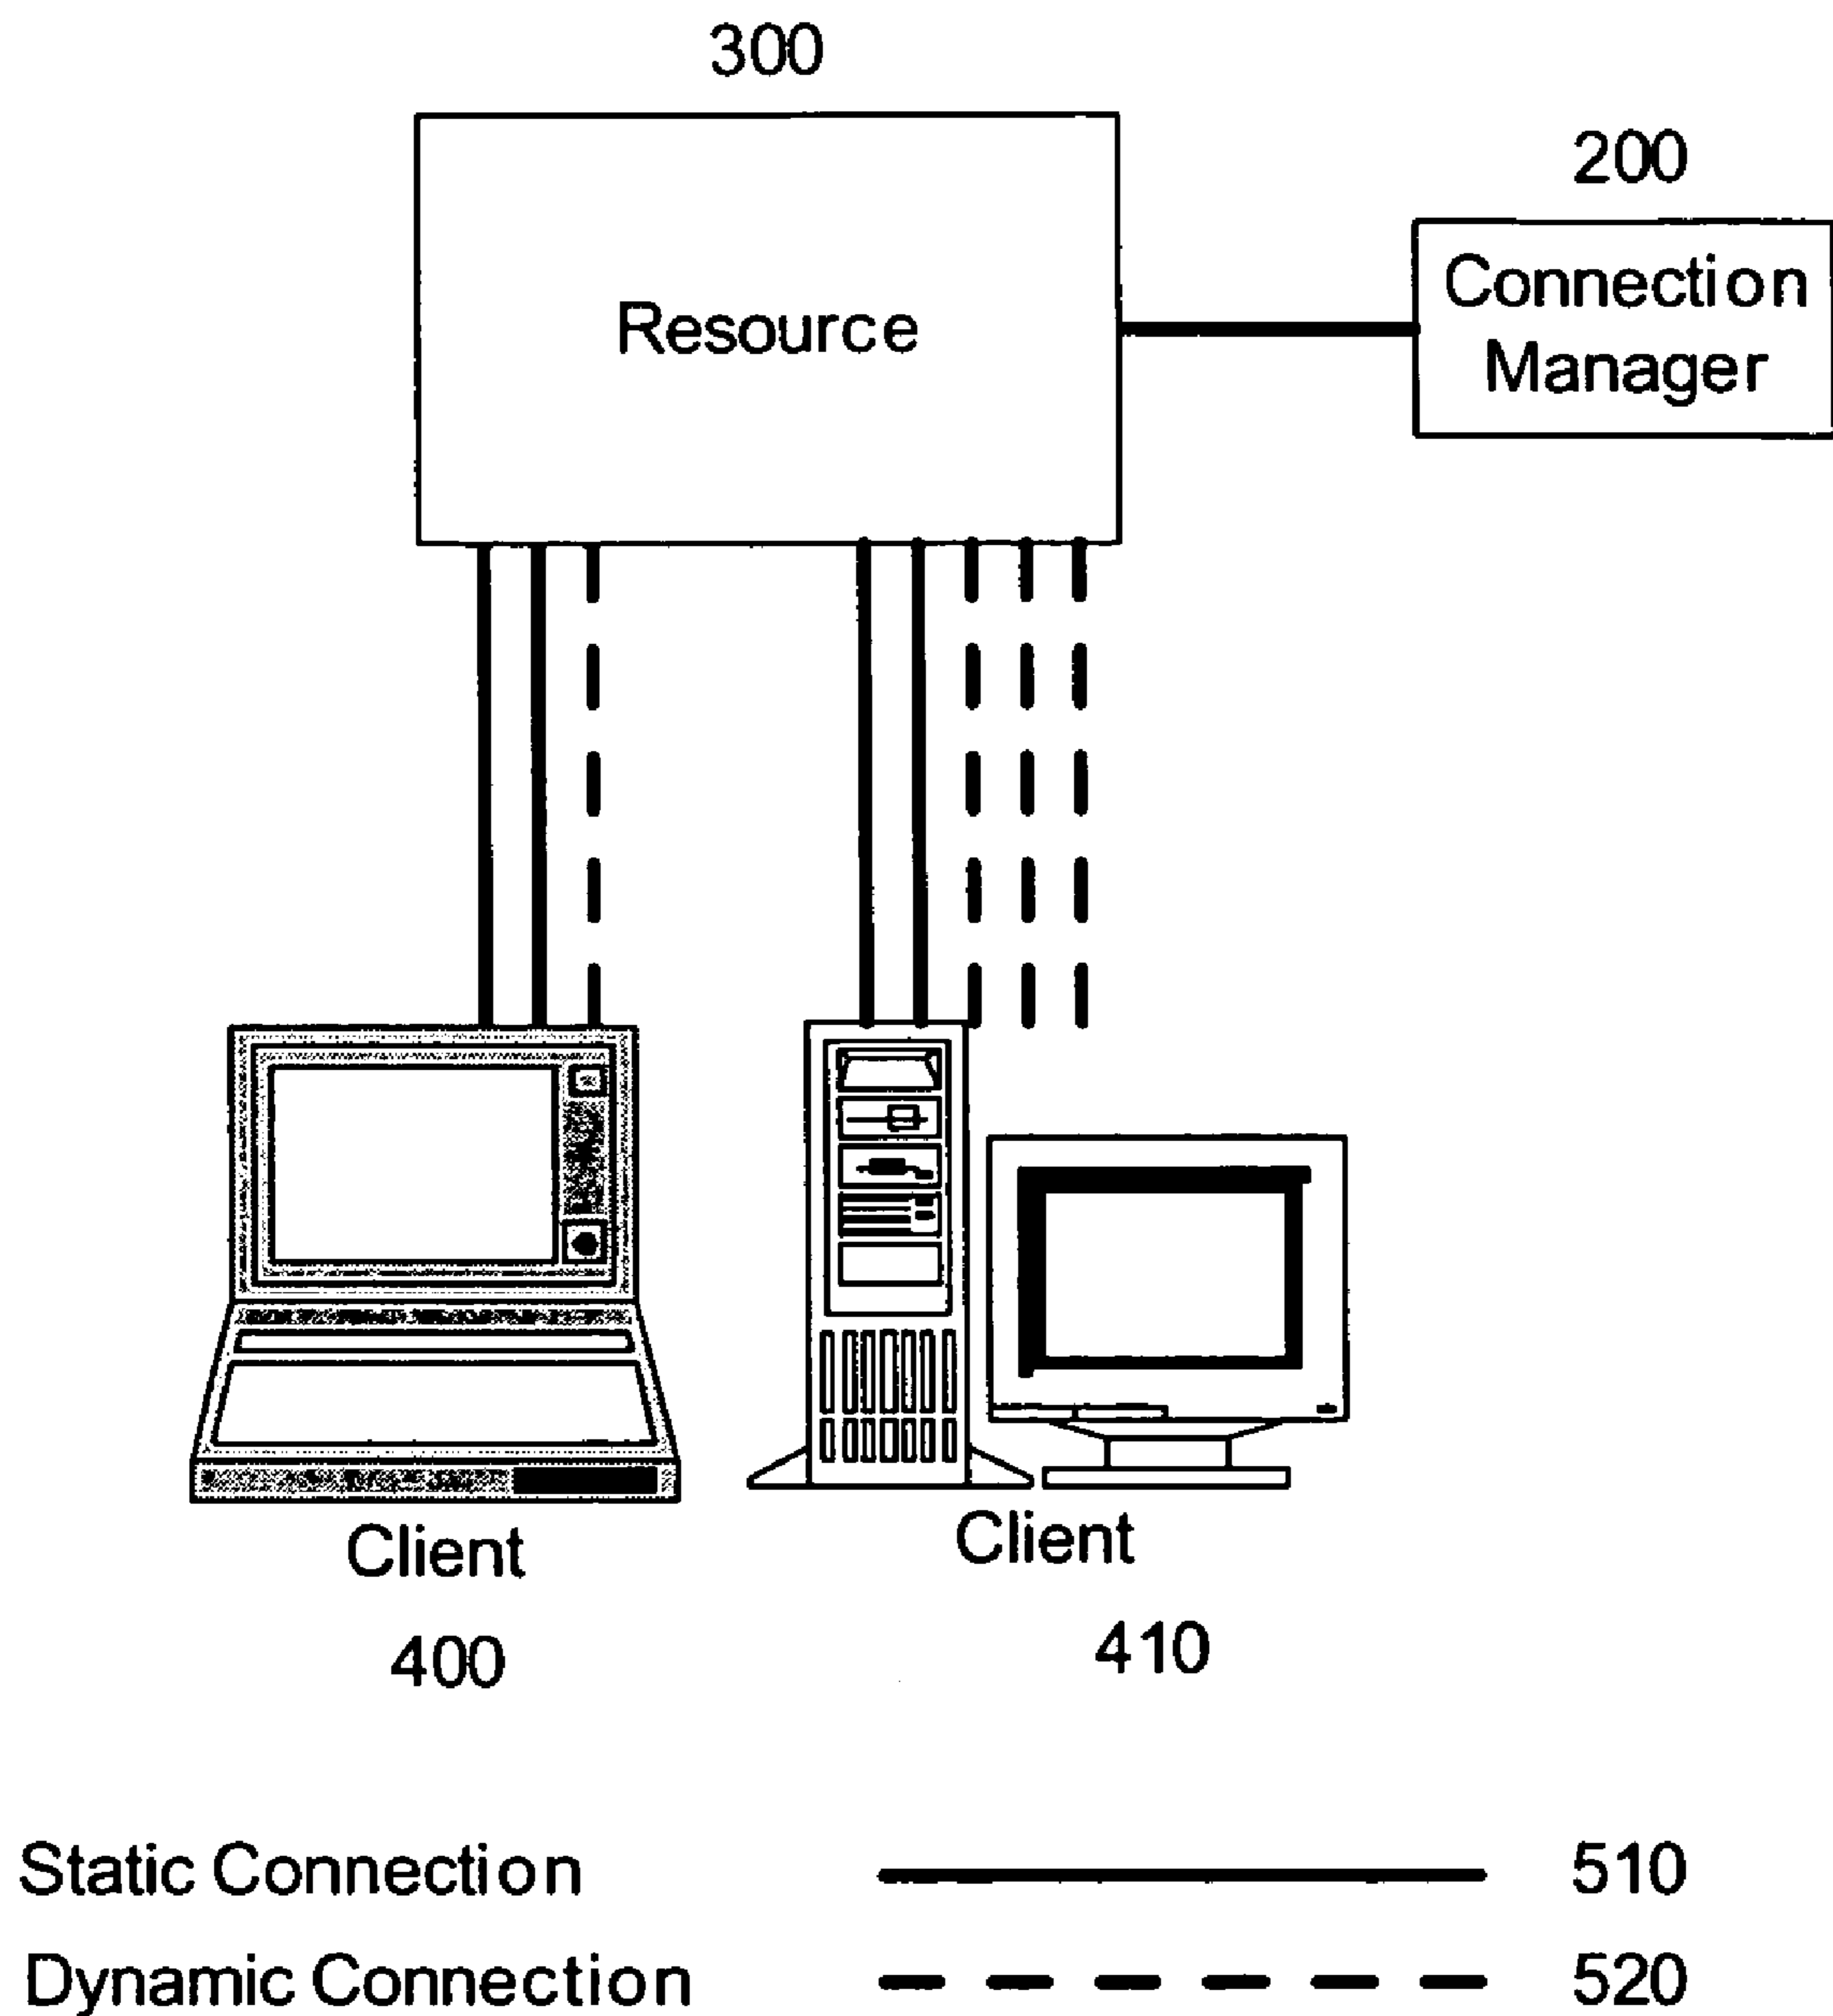 300
200
Resource
Connection
Manager
Client
Client
400
410
Static Connection 510
Dynamic Connection 520